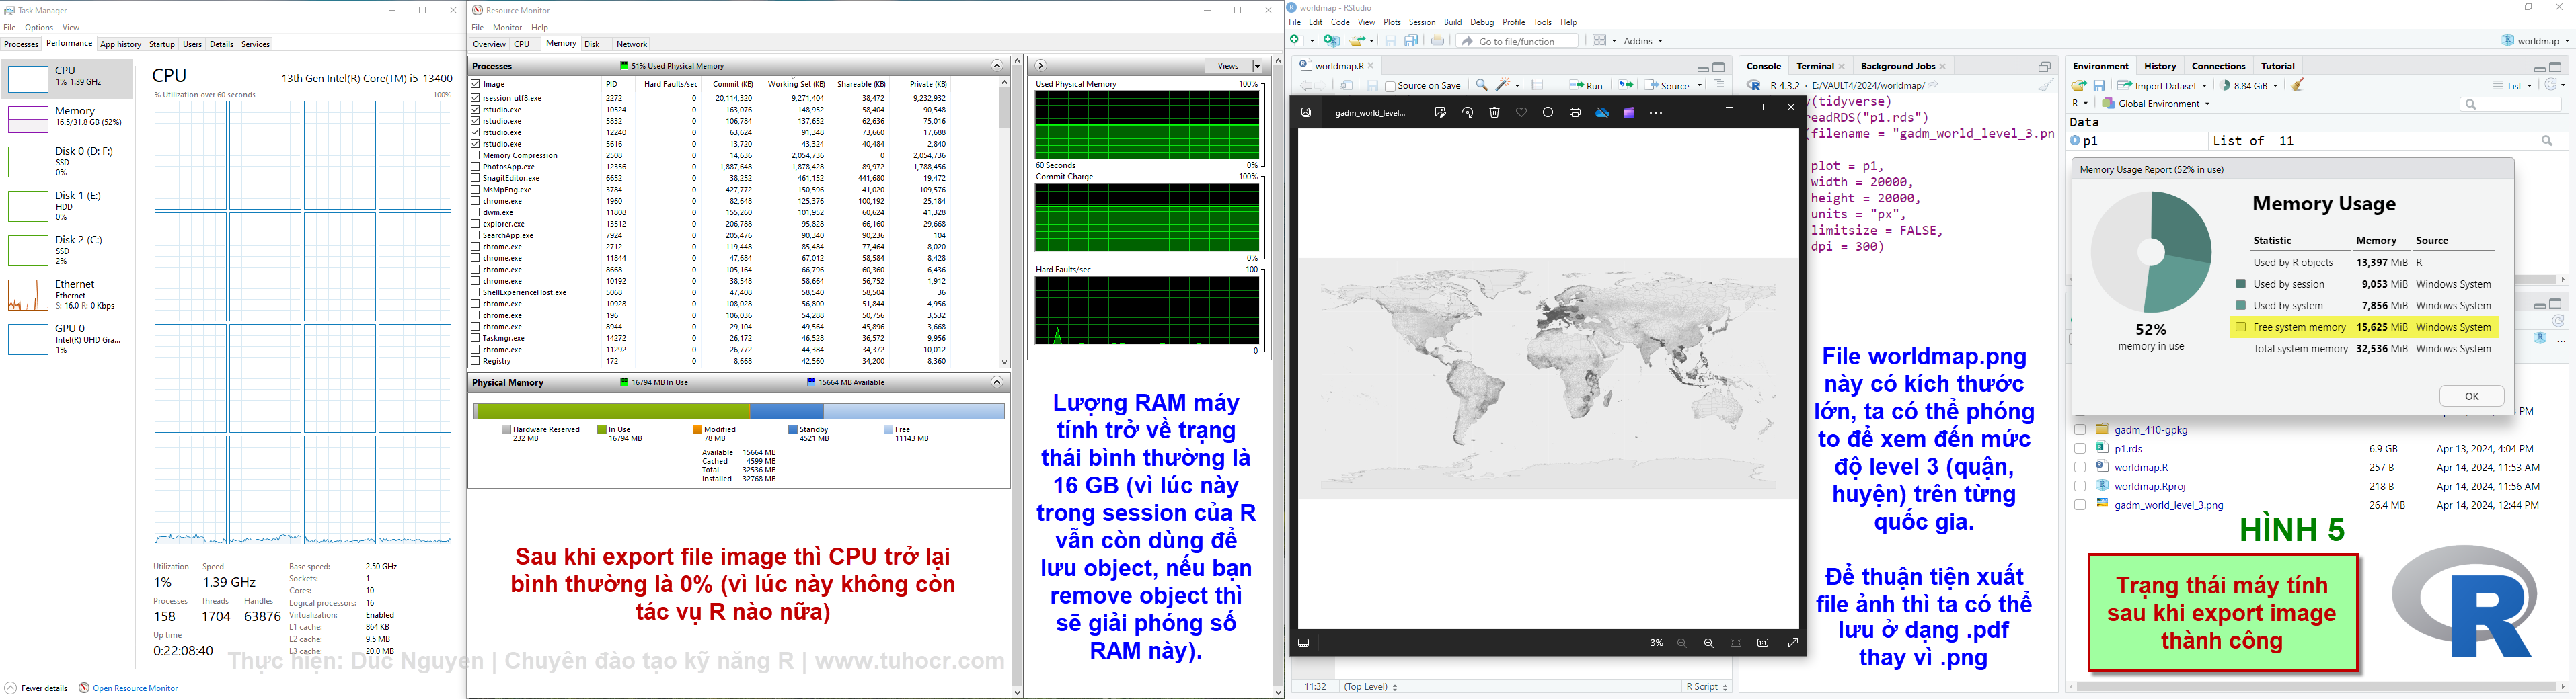 Task Manager
File Options View
Processes Performance App history Startup Users Details Services
CPU
1% 1.39 GHz
Memory
16.5/31.8 GB (52%)
Disk 0 (D: F:)
SSD
0%
Disk 1 (E:)
HDD
0%
Disk 2 (C:)
SSD
2%
Ethernet
Ethernet
S: 16.0 R: 0 Kbps
GPU 0
Intel(R) UHD Gra...
1%
CPU 13th Gen Intel(R) Core(TM) i5-13400
% Utilization over 60 seconds 100%
Utilization Speed
1% 1.39 GHz
Processes Threads Handles
158 1704 63876
Up time
0:22:08:40
Base speed: 2.50 GHz
Sockets: 1
Cores: 10
Logical processors: 16
Virtualization: Enabled
L1 cache: 864 KB
L2 cache: 9.5 MB
L3 cache: 20.0 MB
Fewer details Open Resource Monitor
Resource Monitor
File Monitor Help
Overview CPU Memory Disk Network
Processes 51% Used Physical Memory
Image PID Hard Faults/sec Commit (KB) Working Set (KB) Shareable (KB) Private (KB)
rsession-utf8.exe 2272 0 20,114,320 9,271,404 38,472 9,232,932
rstudio.exe 10524 0 163,076 148,952 58,404 90,548
rstudio.exe 5832 0 106,784 137,652 62,636 75,016
rstudio.exe 12240 0 63,624 91,348 73,660 17,688
rstudio.exe 5616 0 13,720 43,324 40,484 2,840
Memory Compression 2508 0 14,636 2,054,736 0 2,054,736
PhotosApp.exe 12356 0 1,887,648 1,878,428 89,972 1,788,456
SnagitEditor.exe 6652 0 38,252 461,152 441,680 19,472
MsMpEng.exe 3784 0 427,772 150,596 41,020 109,576
chrome.exe 1960 0 82,648 125,376 100,192 25,184
dwm.exe 11808 0 155,260 101,952 60,624 41,328
explorer.exe 13512 0 206,788 95,828 66,160 29,668
SearchApp.exe 7924 0 205,476 90,340 90,236 104
chrome.exe 2712 0 119,448 85,484 77,464 8,020
chrome.exe 11844 0 47,684 67,012 58,584 8,428
chrome.exe 8668 0 105,164 66,796 60,360 6,436
chrome.exe 10192 0 38,548 58,664 56,752 1,912
ShellExperienceHost.exe 5068 0 47,408 58,540 58,504 36
chrome.exe 10928 0 108,028 56,800 51,844 4,956
chrome.exe 196 0 106,036 54,288 50,756 3,532
chrome.exe 8944 0 29,104 49,564 45,896 3,668
Taskmgr.exe 14272 0 26,172 46,528 36,572 9,956
chrome.exe 11292 0 26,772 44,384 34,372 10,012
Registry 172 0 8,668 42,560 34,200 8,360
Physical Memory 16794 MB In Use 15664 MB Available
Hardware Reserved In Use Modified Standby Free
232 MB 16794 MB 78 MB 4521 MB 11143 MB
Available 15664 MB
Cached 4599 MB
Total 32536 MB
Installed 32768 MB
Sau khi export file image thì CPU trở lại
bình thường là 0% (vì lúc này không còn
tác vụ R nào nữa)
Thực hiện: Duc Nguyen | Chuyên đào tạo kỹ năng R | www.tuhocr.com
Views
Used Physical Memory 100%
60 Seconds 0%
Commit Charge 100%
0%
Hard Faults/sec 100
0
Lượng RAM máy
tính trở về trạng
thái bình thường là
16 GB (vì lúc này
trong session của R
vẫn còn dùng để
lưu object, nếu bạn
remove object thì
sẽ giải phóng số
RAM này).
worldmap - RStudio
File Edit Code View Plots Session Build Debug Profile Tools Help
Go to file/function Addins worldmap
worldmap.R
Source on Save Run Source
gadm_world_level...
3%
11:32 (Top Level) R Script
Console Terminal Background Jobs
R 4.3.2 · E:/VAULT4/2024/worldmap/
y(tidyverse)
readRDS("p1.rds")
(filename = "gadm_world_level_3.pn
plot = p1,
width = 20000,
height = 20000,
units = "px",
limitsize = FALSE,
dpi = 300)
File worldmap.png
này có kích thước
lớn, ta có thể phóng
to để xem đến mức
độ level 3 (quận,
huyện) trên từng
quốc gia.
Để thuận tiện xuất
file ảnh thì ta có thể
lưu ở dạng .pdf
thay vì .png
Environment History Connections Tutorial
Import Dataset 8.84 GiB List
R Global Environment
Data
p1 List of 11
Memory Usage Report (52% in use)
Memory Usage
Statistic Memory Source
Used by R objects 13,397 MiB R
Used by session 9,053 MiB Windows System
Used by system 7,856 MiB Windows System
Free system memory 15,625 MiB Windows System
Total system memory 32,536 MiB Windows System
52%
memory in use
OK
gadm_410-gpkg
p1.rds 6.9 GB Apr 13, 2024, 4:04 PM
worldmap.R 257 B Apr 14, 2024, 11:53 AM
worldmap.Rproj 218 B Apr 14, 2024, 11:56 AM
gadm_world_level_3.png 26.4 MB Apr 14, 2024, 12:44 PM
HÌNH 5
Trạng thái máy tính
sau khi export image
thành công
R